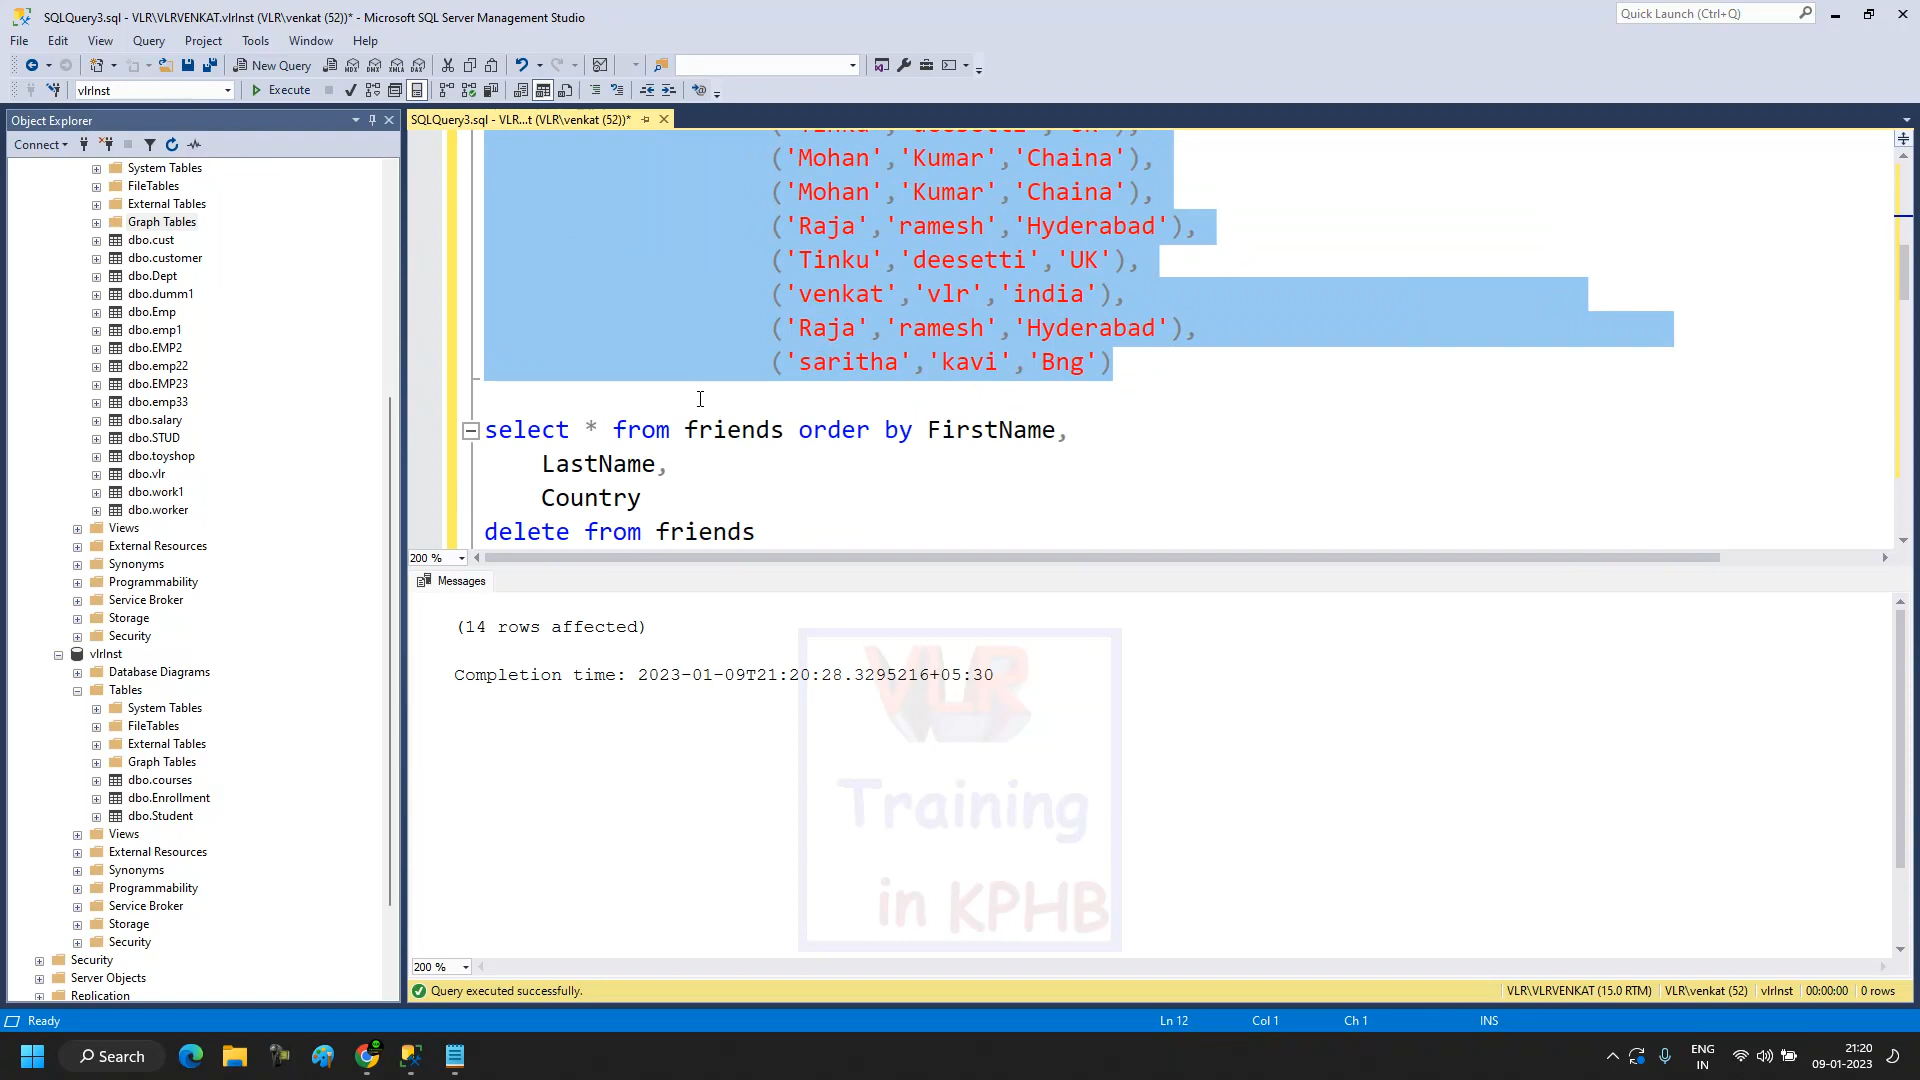 SQLQuery3.sql - VLR\VLRVENKAT.vlrInst (VLR\venkat (52))* - Microsoft SQL Server Management Studio
Quick Launch (Ctrl+Q)
File Edit View Query Project Tools Window Help
New Query
vlrInst
Execute
Object Explorer
SQLQuery3.sql - VLR...t (VLR\venkat (52))*
Connect
System Tables
FileTables
External Tables
Graph Tables
dbo.cust
dbo.customer
dbo.Dept
dbo.dumm1
dbo.Emp
dbo.emp1
dbo.EMP2
dbo.emp22
dbo.EMP23
dbo.emp33
dbo.salary
dbo.STUD
dbo.toyshop
dbo.vlr
dbo.work1
dbo.worker
Views
External Resources
Synonyms
Programmability
Service Broker
Storage
Security
vlrInst
Database Diagrams
Tables
System Tables
FileTables
External Tables
Graph Tables
dbo.courses
dbo.Enrollment
dbo.Student
Views
External Resources
Synonyms
Programmability
Service Broker
Storage
Security
Security
Server Objects
Replication
('Tinku','deesetti','UK'),
('Mohan','Kumar','Chaina'),
('Mohan','Kumar','Chaina'),
('Raja','ramesh','Hyderabad'),
('Tinku','deesetti','UK'),
('venkat','vlr','india'),
('Raja','ramesh','Hyderabad'),
('saritha','kavi','Bng')
select * from friends order by FirstName,
LastName,
Country
delete from friends
200 %
Messages
(14 rows affected)
Completion time: 2023-01-09T21:20:28.3295216+05:30
VLR
Training
in KPHB
200 %
Query executed successfully.
VLR\VLRVENKAT (15.0 RTM) VLR\venkat (52) vlrInst 00:00:00 0 rows
Ready
Ln 12 Col 1 Ch 1 INS
Search
ENG
IN
21:20
09-01-2023